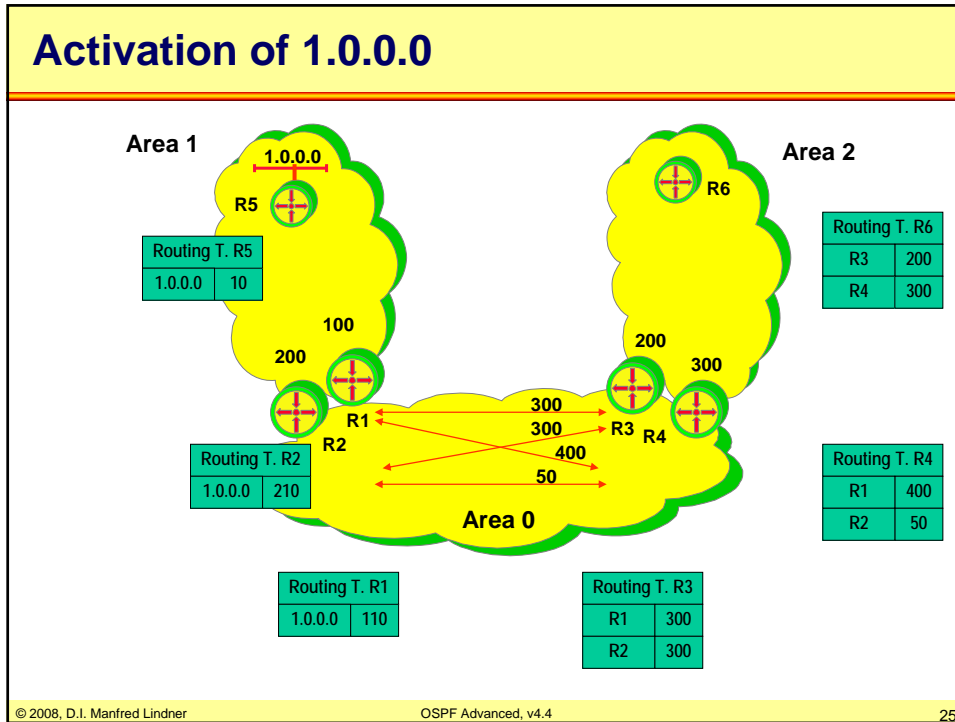 Activation of 1.0.0.0
Area 1
1.0.0.0
R5
Area 2
R6
Routing T. R5
1.0.0.0 10
Routing T. R6
R3 200
R4 300
100
200
200
300
R1
R2
R3
R4
300
300
400
50
Area 0
Routing T. R2
1.0.0.0 210
Routing T. R4
R1 400
R2 50
Routing T. R1
1.0.0.0 110
Routing T. R3
R1 300
R2 300
© 2008, D.I. Manfred Lindner
OSPF Advanced, v4.4
25